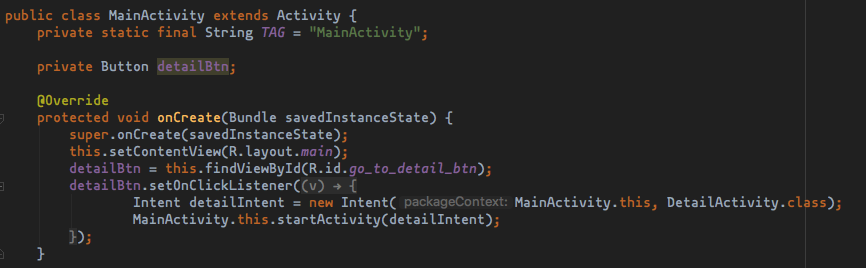 public class MainActivity extends Activity {
    private static final String TAG = "MainActivity";
    private Button detailBtn;
    @Override
    protected void onCreate(Bundle savedInstanceState) {
        super.onCreate(savedInstanceState);
        this.setContentView(R.layout.main);
        detailBtn = this.findViewById(R.id.go_to_detail_btn);
        detailBtn.setOnClickListener((v) → {
                Intent detailIntent = new Intent( packageContext: MainActivity.this, DetailActivity.class);
                MainActivity.this.startActivity(detailIntent);
        });
    }